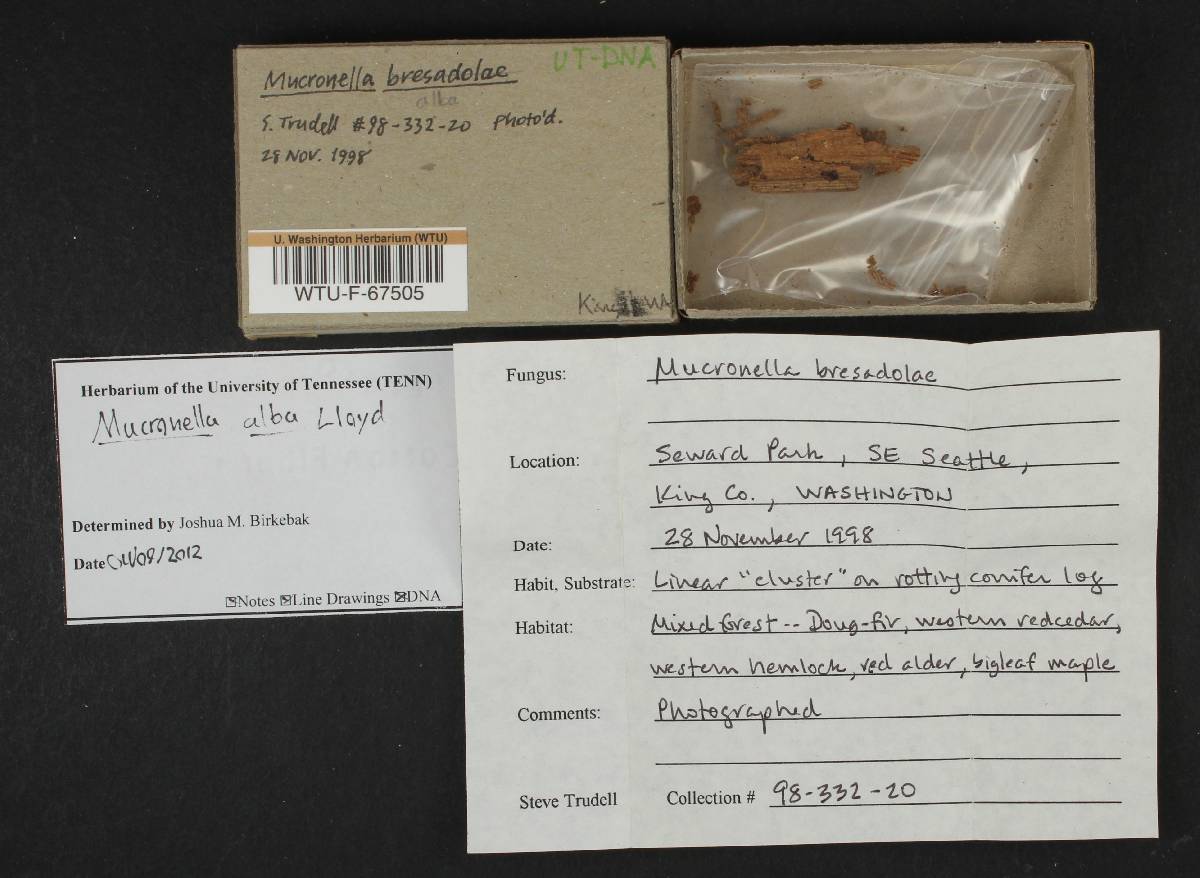 Mucronella bresadolae
UT-DNA
alba
S. Trudell #98-332-20 Photo'd.
28 NOV. 1998
U. Washington Herbarium (WTU)
WTU-F-67505
Herbarium of the University of Tennessee (TENN)
Mucronella alba Lloyd
Determined by Joshua M. Birkebak
Date /2012
☒Notes ☒Line Drawings ☒DNA
Fungus: Mucronella bresadolae
Location: Seward Park, SE Seattle,
King Co., WASHINGTON
Date: 28 November 1998
Habit, Substrate: Linear "cluster" on rotting conifer log
Habitat: Mixed forest -- Doug-fir, western redcedar,
western hemlock, red alder, bigleaf maple
Comments: Photographed
Steve Trudell Collection # 98-332-20